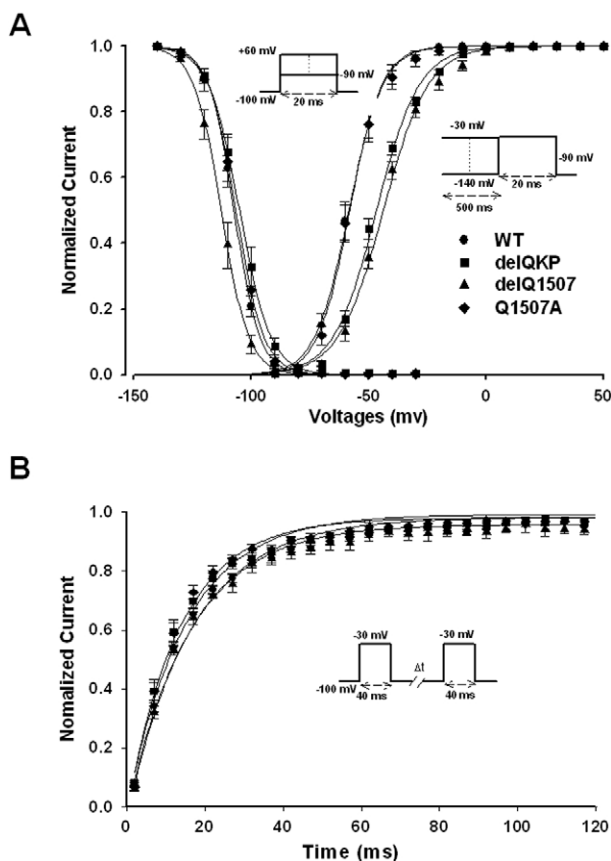 A
Normalized Current
1.0
0.8
0.6
0.4
0.2
0.0
-150
-100
-50
0
50
Voltages (mv)
+60 mV
-90 mV
-100 mV
20 ms
-30 mV
-90 mV
-140 mV
20 ms
500 ms
WT
delQKP
delQ1507
Q1507A
B
Nomalized Current
1.0
0.8
0.6
0.4
0.2
0.0
0
20
40
60
80
100
120
Time (ms)
-30 mV
-30 mV
Δt
-100 mV
40 ms
40 ms